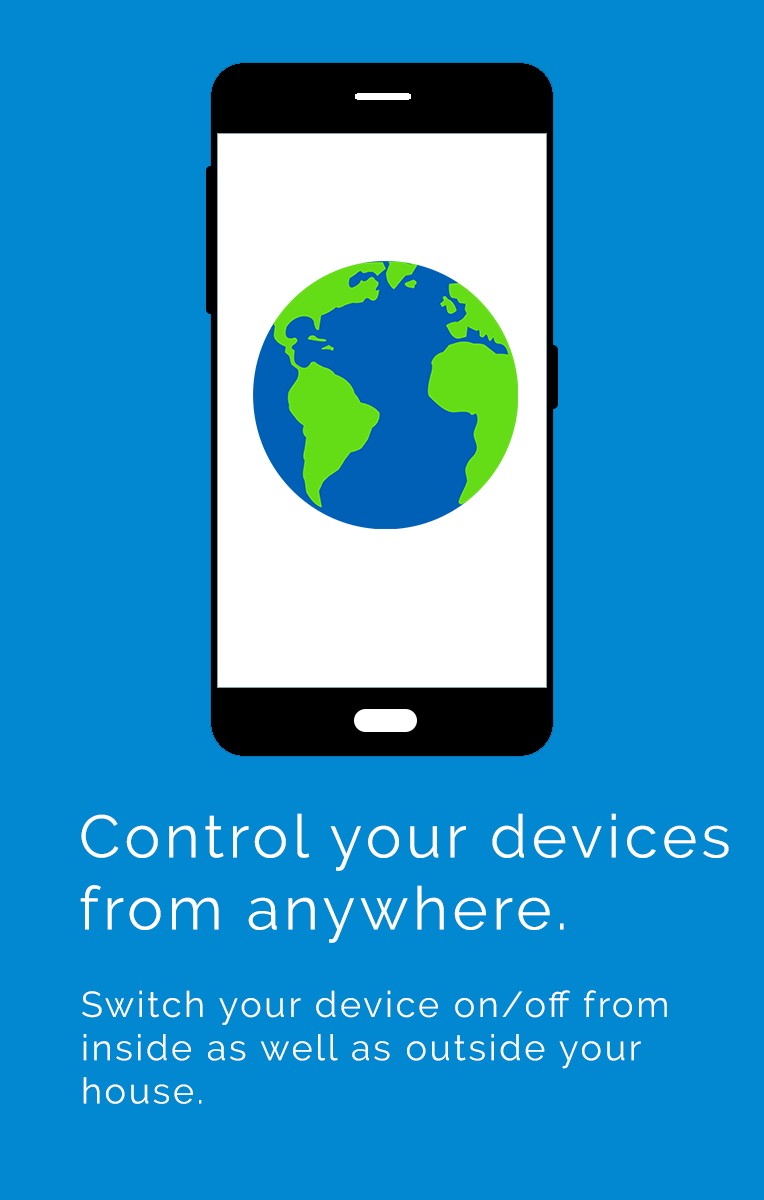 Control your devices
from anywhere.
Switch your device on/off from
inside as well as outside your
house.